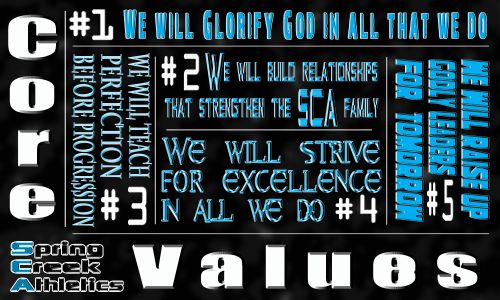 Core
#1 We will Glorify God in all that we do
#2 We will build relationships
that strengthen the SCA family
We will teach
perfection
before progression
#3
We will strive
for excellence
in all we do #4
We will raise up
Godly leaders
for tomorrow
#5
Spring
Creek
Athletics
Values